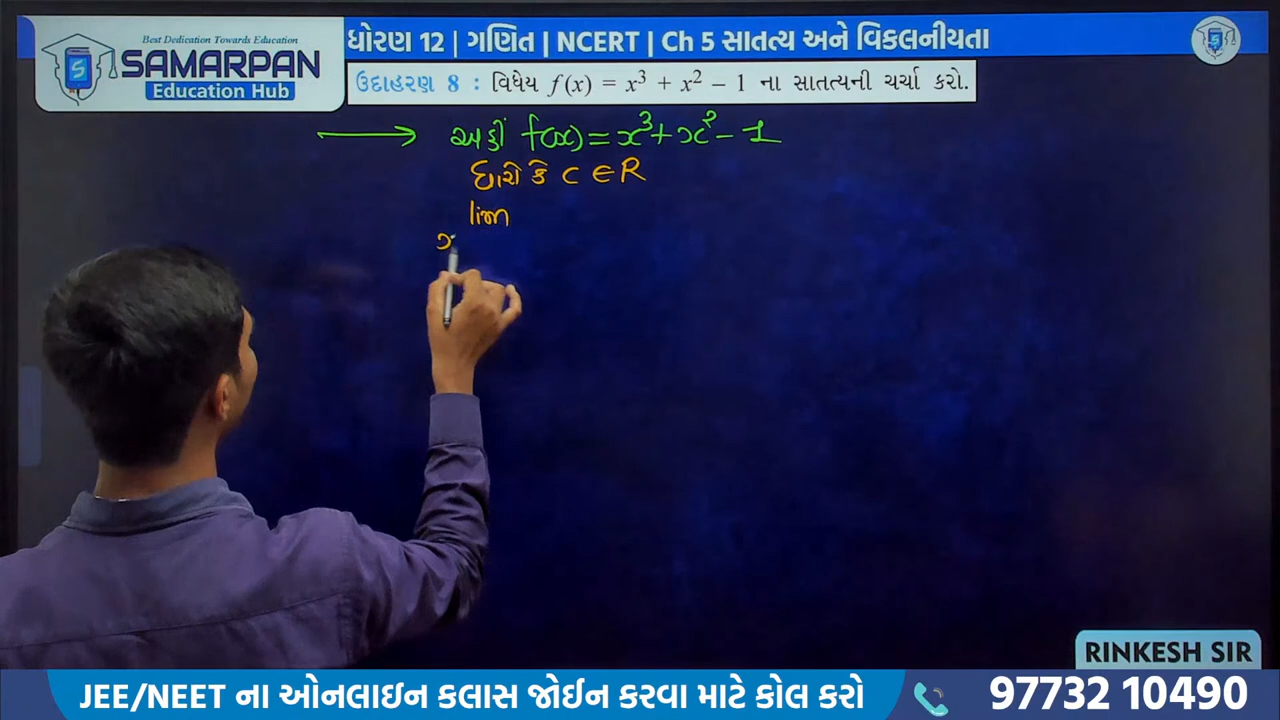 Best Dedication Towards Education
SAMARPAN
Education Hub
ધોરણ 12 | ગણિત | NCERT | Ch 5 સાતત્ય અને વિકલનીયતા
ઉદાહરણ 8 : વિધેય f(x) = x³ + x² – 1 ના સાતત્યની ચર્ચા કરો.
→ અહીં f(x) = x³ + x² – 1
ધારો કે c ∈ R
lim
x
RINKESH SIR
JEE/NEET ના ઓનલાઇન કલાસ જોઈન કરવા માટે કોલ કરો
97732 10490